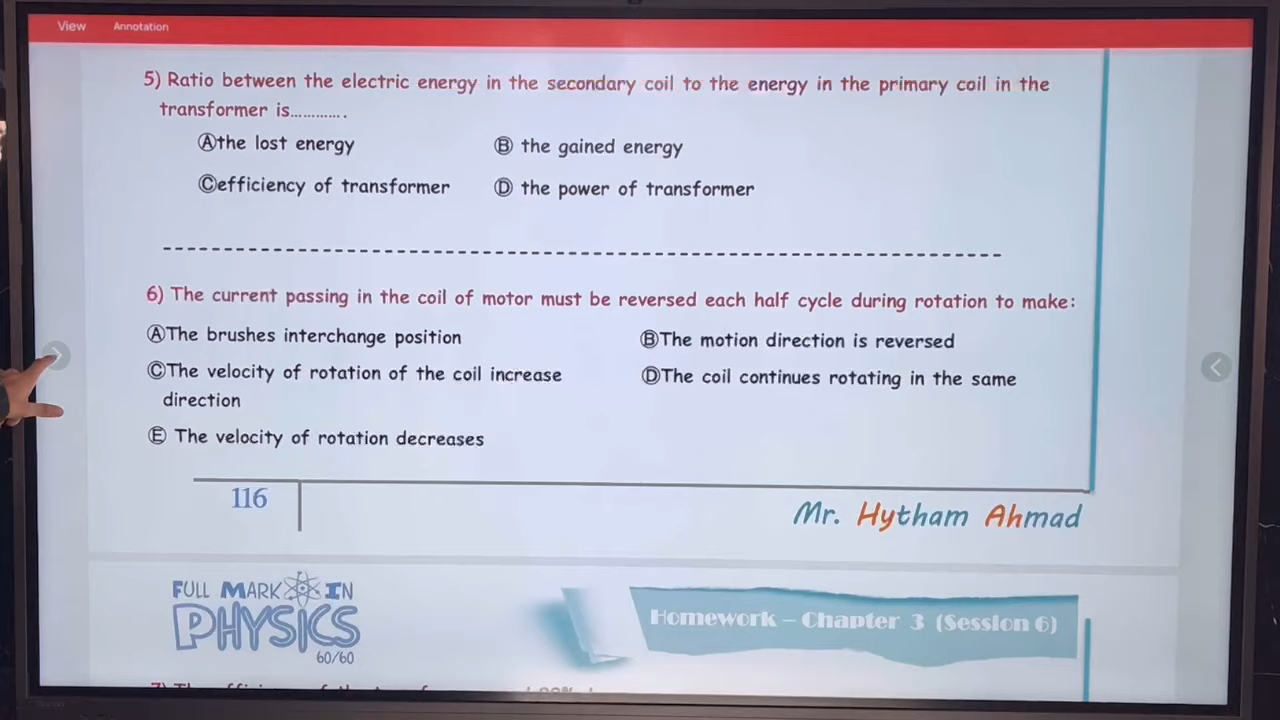 View Annotation
5) Ratio between the electric energy in the secondary coil to the energy in the primary coil in the
transformer is.............
Ⓐthe lost energy Ⓑ the gained energy
Ⓒefficiency of transformer Ⓓ the power of transformer
6) The current passing in the coil of motor must be reversed each half cycle during rotation to make:
ⒶThe brushes interchange position ⒷThe motion direction is reversed
ⒸThe velocity of rotation of the coil increase ⒹThe coil continues rotating in the same
direction
Ⓔ The velocity of rotation decreases
116
Mr. Hytham Ahmad
FULL MARK IN
PHYSICS
60/60
Homework – Chapter 3 (Session 6)